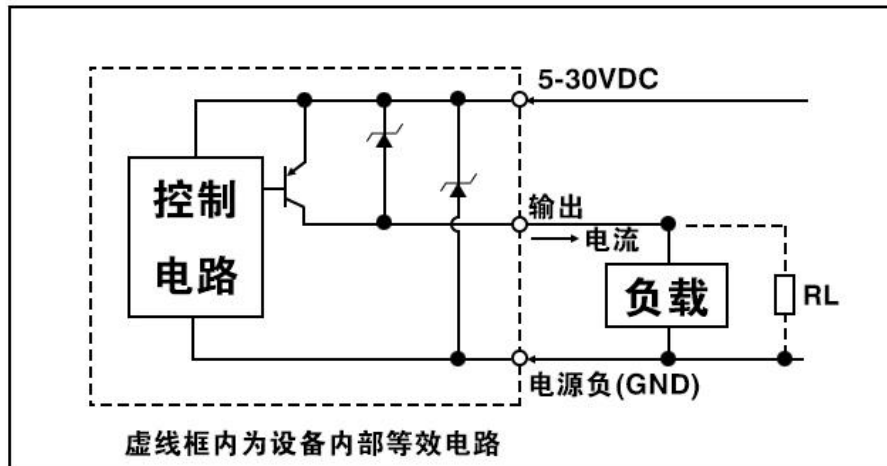 5-30VDC
控制
电路
输出
电流
负载
RL
电源负(GND)
虚线框内为设备内部等效电路